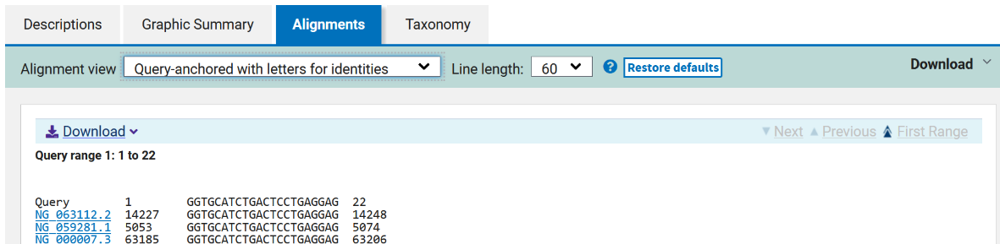 Descriptions Graphic Summary Alignments Taxonomy
Alignment view Query-anchored with letters for identities Line length: 60 ? Restore defaults Download
Download Next Previous First Range
Query range 1: 1 to 22
Query 1 GGTGCATCTGACTCCTGAGGAG 22
NG_063112.2 14227 GGTGCATCTGACTCCTGAGGAG 14248
NG_059281.1 5053 GGTGCATCTGACTCCTGAGGAG 5074
NG_000007.3 63185 GGTGCATCTGACTCCTGAGGAG 63206